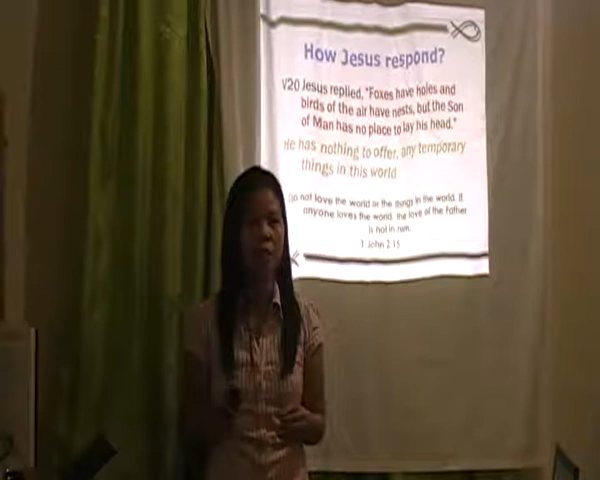 How Jesus respond?
V20 Jesus replied, "Foxes have holes and
birds of the air have nests, but the Son
of Man has no place to lay his head."
He has nothing to offer, any temporary
things in this world
Do not love the world or the things in the world. If
anyone loves the world, the love of the Father
is not in him.
1 John 2:15